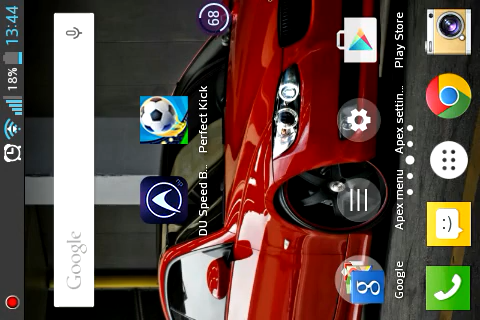 18% 13:44
Google
68
DU Speed B... Perfect Kick
Google Apex menu Apex settin... Play Store